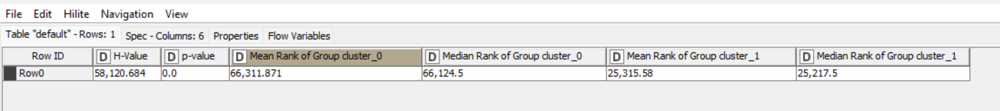 File Edit Hilite Navigation View
Table "default" - Rows: 1 Spec - Columns: 6 Properties Flow Variables
Row ID D H-Value D p-value D Mean Rank of Group cluster_0 D Median Rank of Group cluster_0 D Mean Rank of Group cluster_1 D Median Rank of Group cluster_1
Row0 58,120.684 0.0 66,311.871 66,124.5 25,315.58 25,217.5